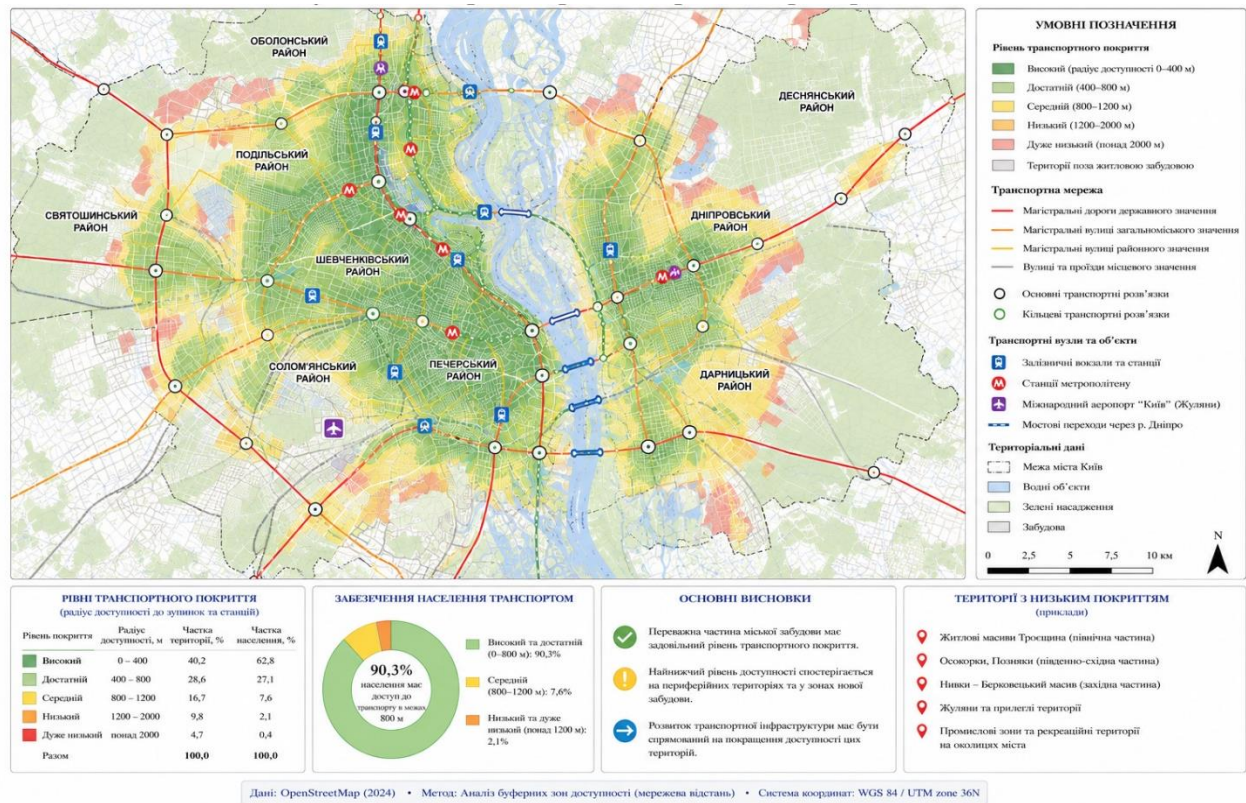 ОБОЛОНСЬКИЙ
РАЙОН
ДЕСНЯНСЬКИЙ
РАЙОН
ПОДІЛЬСЬКИЙ
РАЙОН
СВЯТОШИНСЬКИЙ
РАЙОН
ДНІПРОВСЬКИЙ
РАЙОН
ШЕВЧЕНКІВСЬКИЙ
РАЙОН
СОЛОМ'ЯНСЬКИЙ
РАЙОН
ПЕЧЕРСЬКИЙ
РАЙОН
ДАРНИЦЬКИЙ
РАЙОН
УМОВНІ ПОЗНАЧЕННЯ
Рівень транспортного покриття
Високий (радіус доступності 0–400 м)
Достатній (400–800 м)
Середній (800–1200 м)
Низький (1200–2000 м)
Дуже низький (понад 2000 м)
Території поза житловою забудовою
Транспортна мережа
Магістральні дороги державного значення
Магістральні вулиці загальноміського значення
Магістральні вулиці районного значення
Вулиці та проїзди місцевого значення
Основні транспортні розв'язки
Кільцеві транспортні розв'язки
Транспортні вузли та об'єкти
Залізничні вокзали та станції
Станції метрополітену
Міжнародний аеропорт "Київ" (Жуляни)
Мостові переходи через р. Дніпро
Територіальні дані
Межа міста Київ
Водні об'єкти
Зелені насадження
Забудова
N
0 2,5 5 7,5 10 км
РІВНІ ТРАНСПОРТНОГО ПОКРИТТЯ
(радіус доступності до зупинок та станцій)
Рівень покриття Радіус доступності, м Частка території, % Частка населення, %
Високий 0 – 400 40,2 62,8
Достатній 400 – 800 28,6 27,1
Середній 800 – 1200 16,7 7,6
Низький 1200 – 2000 9,8 2,1
Дуже низький понад 2000 4,7 0,4
Разом 100,0 100,0
ЗАБЕЗЕЧЕННЯ НАСЕЛЕННЯ ТРАНСПОРТОМ
90,3%
населення має
доступ до
транспорту в межах
800 м
Високий та достатній
(0–800 м): 90,3%
Середній
(800–1200 м): 7,6%
Низький та дуже
низький (понад 1200 м):
2,1%
ОСНОВНІ ВИСНОВКИ
Переважна частина міської забудови має
задовільний рівень транспортного покриття.
Найнижчий рівень доступності спостерігається
на периферійних територіях та у зонах нової
забудови.
Розвиток транспортної інфраструктури має бути
спрямований на покращення доступності цих
територій.
ТЕРИТОРІЇ З НИЗЬКИМ ПОКРИТТЯМ
(приклади)
Житлові масиви Троєщина (північна частина)
Осокорки, Позняки (південно-східна частина)
Нивки – Берковецький масив (західна частина)
Жуляни та прилеглі території
Промислові зони та рекреаційні території
на околицях міста
Дані: OpenStreetMap (2024) • Метод: Аналіз буферних зон доступності (мережева відстань) • Система координат: WGS 84 / UTM zone 36N